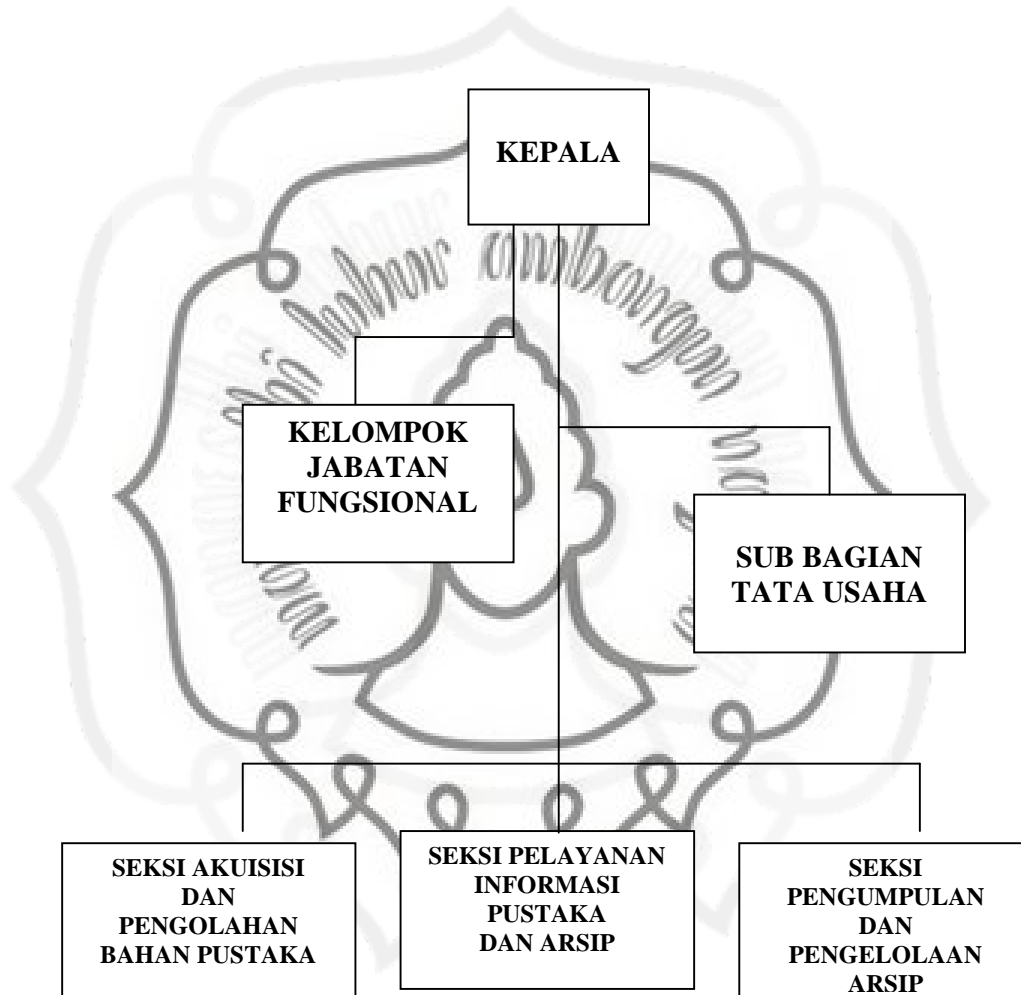 KEPALA
KELOMPOK
JABATAN
FUNGSIONAL
SUB BAGIAN
TATA USAHA
SEKSI AKUISISI
DAN
PENGOLAHAN
BAHAN PUSTAKA
SEKSI PELAYANAN
INFORMASI
PUSTAKA
DAN ARSIP
SEKSI
PENGUMPULAN
DAN
PENGELOLAAN
ARSIP